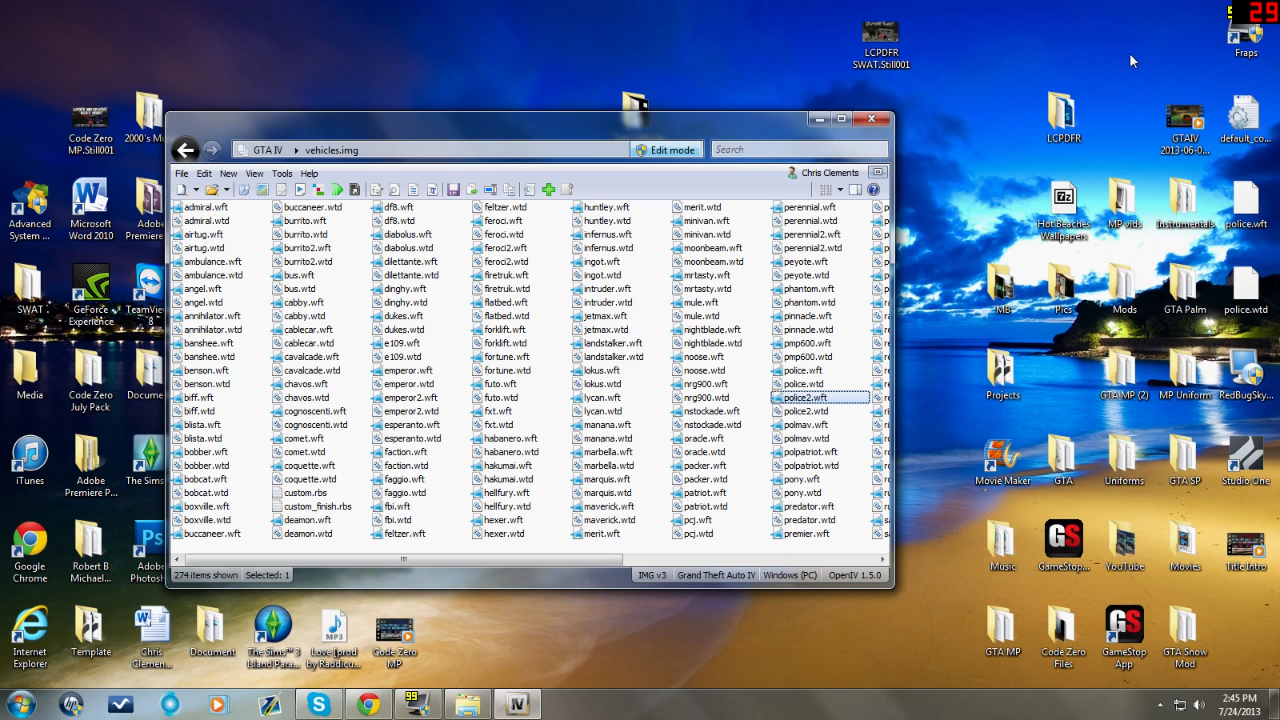 29
Fraps
LCPDFR
SWAT.Still001
Code Zero
MP.Still001
2000's Mo
LCPDFR
GTAIV
2013-06-0...
default_co...
Advanced
System ...
Microsoft
Word 2010
Adobe
Premiere
Hot Beaches
Wallpapers
MP vids
Instrumentals
police.wft
SWAT
GeForce
Experience
TeamView
8
MB
Pics
Mods
GTA Palm
police.wtd
Media
Code Zero
July Pack
Docume
Projects
GTA MP (2)
MP Uniform
RedBugSky...
iTunes
Adobe
Premiere P...
The Sims
Movie Maker
GTA
Uniforms
GTA SP
Studio One
Google
Chrome
Robert B
Michael...
Ps
Adobe
Photosh
Music
GS
GameStop...
YouTube
Movies
Title Intro
Internet
Explorer
Template
Chris
Clemen...
Document
The Sims™ 3
Island Para...
MP3
Love [prod
by Raddicu...
Code Zero
MP
GTA MP
Code Zero
Files
GS
GameStop
App
GTA Snow
Mod
GTA IV
vehicles.img
Edit mode
Search
File Edit New View Tools Help
Chris Clements
admiral.wft
admiral.wtd
airtug.wft
airtug.wtd
ambulance.wft
ambulance.wtd
angel.wft
angel.wtd
annihilator.wft
annihilator.wtd
banshee.wft
banshee.wtd
benson.wft
benson.wtd
biff.wft
biff.wtd
blista.wft
blista.wtd
bobber.wft
bobber.wtd
bobcat.wft
bobcat.wtd
boxville.wft
boxville.wtd
buccaneer.wft
buccaneer.wtd
burrito.wft
burrito.wtd
burrito2.wft
burrito2.wtd
bus.wft
bus.wtd
cabby.wft
cabby.wtd
cablecar.wft
cablecar.wtd
cavalcade.wft
cavalcade.wtd
chavos.wft
chavos.wtd
cognoscenti.wft
cognoscenti.wtd
comet.wft
comet.wtd
coquette.wft
coquette.wtd
custom.rbs
custom_finish.rbs
deamon.wft
deamon.wtd
df8.wft
df8.wtd
diabolus.wft
diabolus.wtd
dilettante.wft
dilettante.wtd
dinghy.wft
dinghy.wtd
dukes.wft
dukes.wtd
e109.wft
e109.wtd
emperor.wft
emperor.wtd
emperor2.wft
emperor2.wtd
esperanto.wft
esperanto.wtd
faction.wft
faction.wtd
faggio.wft
faggio.wtd
fbi.wft
fbi.wtd
feltzer.wft
feltzer.wtd
feroci.wft
feroci.wtd
feroci2.wft
feroci2.wtd
firetruk.wft
firetruk.wtd
flatbed.wft
flatbed.wtd
forklift.wft
forklift.wtd
fortune.wft
fortune.wtd
futo.wft
futo.wtd
fxt.wft
fxt.wtd
habanero.wft
habanero.wtd
hakumai.wft
hakumai.wtd
hellfury.wft
hellfury.wtd
hexer.wft
hexer.wtd
huntley.wft
huntley.wtd
infernus.wft
infernus.wtd
ingot.wft
ingot.wtd
intruder.wft
intruder.wtd
jetmax.wft
jetmax.wtd
landstalker.wft
landstalker.wtd
lokus.wft
lokus.wtd
lycan.wft
lycan.wtd
manana.wft
manana.wtd
marbella.wft
marbella.wtd
marquis.wft
marquis.wtd
maverick.wft
maverick.wtd
merit.wft
merit.wtd
minivan.wft
minivan.wtd
moonbeam.wft
moonbeam.wtd
mrtasty.wft
mrtasty.wtd
mule.wft
mule.wtd
nightblade.wft
nightblade.wtd
noose.wft
noose.wtd
nrg900.wft
nrg900.wtd
nstockade.wft
nstockade.wtd
oracle.wft
oracle.wtd
packer.wft
packer.wtd
patriot.wft
patriot.wtd
pcj.wft
pcj.wtd
perennial.wft
perennial.wtd
perennial2.wft
perennial2.wtd
peyote.wft
peyote.wtd
phantom.wft
phantom.wtd
pinnacle.wft
pinnacle.wtd
pmp600.wft
pmp600.wtd
police.wft
police.wtd
police2.wft
police2.wtd
polmav.wft
polmav.wtd
polpatriot.wft
polpatriot.wtd
pony.wft
pony.wtd
predator.wft
predator.wtd
premier.wft
274 items shown
Selected: 1
IMG v3
Grand Theft Auto IV
Windows (PC)
OpenIV 1.5.0
99
IV
2:45 PM
7/24/2013